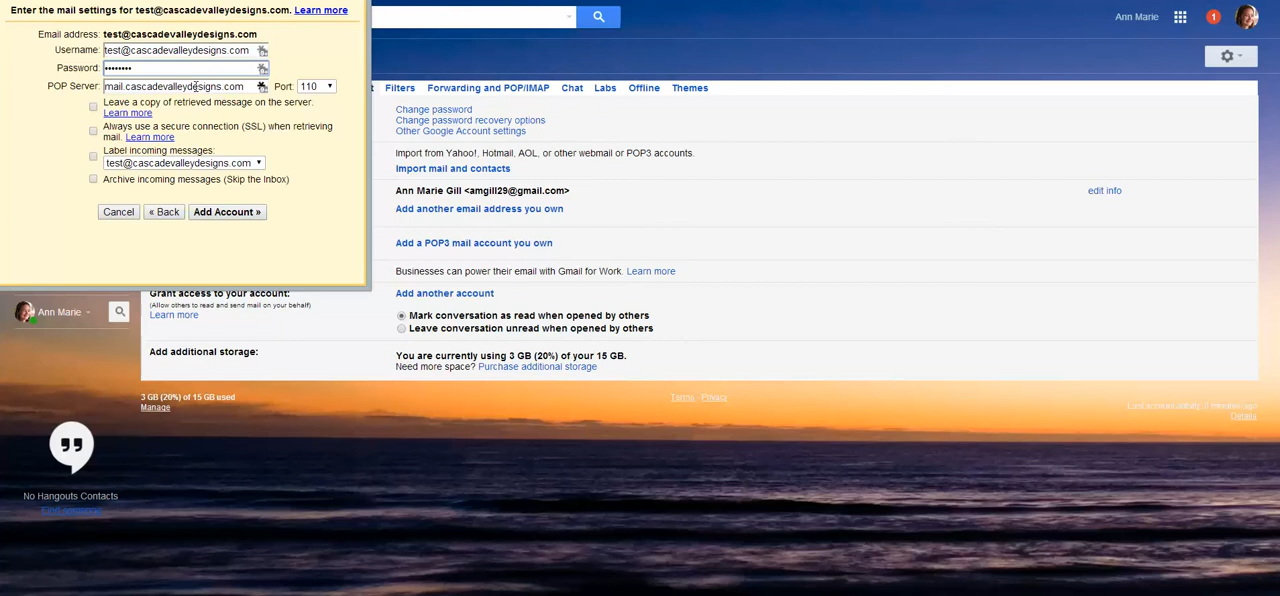 Enter the mail settings for test@cascadevalleydesigns.com. Learn more
Email address: test@cascadevalleydesigns.com
Username: test@cascadevalleydesigns.com
Password: ••••••••
POP Server: mail.cascadevalleydesigns.com Port: 110
Leave a copy of retrieved message on the server.
Learn more
Always use a secure connection (SSL) when retrieving
mail. Learn more
Label incoming messages:
test@cascadevalleydesigns.com
Archive incoming messages (Skip the Inbox)
Cancel « Back Add Account »
Ann Marie 1
Filters Forwarding and POP/IMAP Chat Labs Offline Themes
Change password
Change password recovery options
Other Google Account settings
Import from Yahoo!, Hotmail, AOL, or other webmail or POP3 accounts.
Import mail and contacts
Ann Marie Gill <amgill29@gmail.com> edit info
Add another email address you own
Add a POP3 mail account you own
Businesses can power their email with Gmail for Work. Learn more
Grant access to your account: Add another account
(Allow others to read and send mail on your behalf)
Learn more
Mark conversation as read when opened by others
Leave conversation unread when opened by others
Add additional storage: You are currently using 3 GB (20%) of your 15 GB.
Need more space? Purchase additional storage
Ann Marie
3 GB (20%) of 15 GB used
Manage
Terms - Privacy
Last account activity: 0 minutes ago
Details
No Hangouts Contacts
Find someone